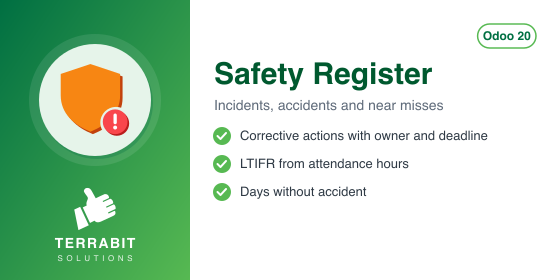 Odoo 20
Safety Register
Incidents, accidents and near misses
Corrective actions with owner and deadline
LTIFR from attendance hours
Days without accident
TERRABIT
SOLUTIONS